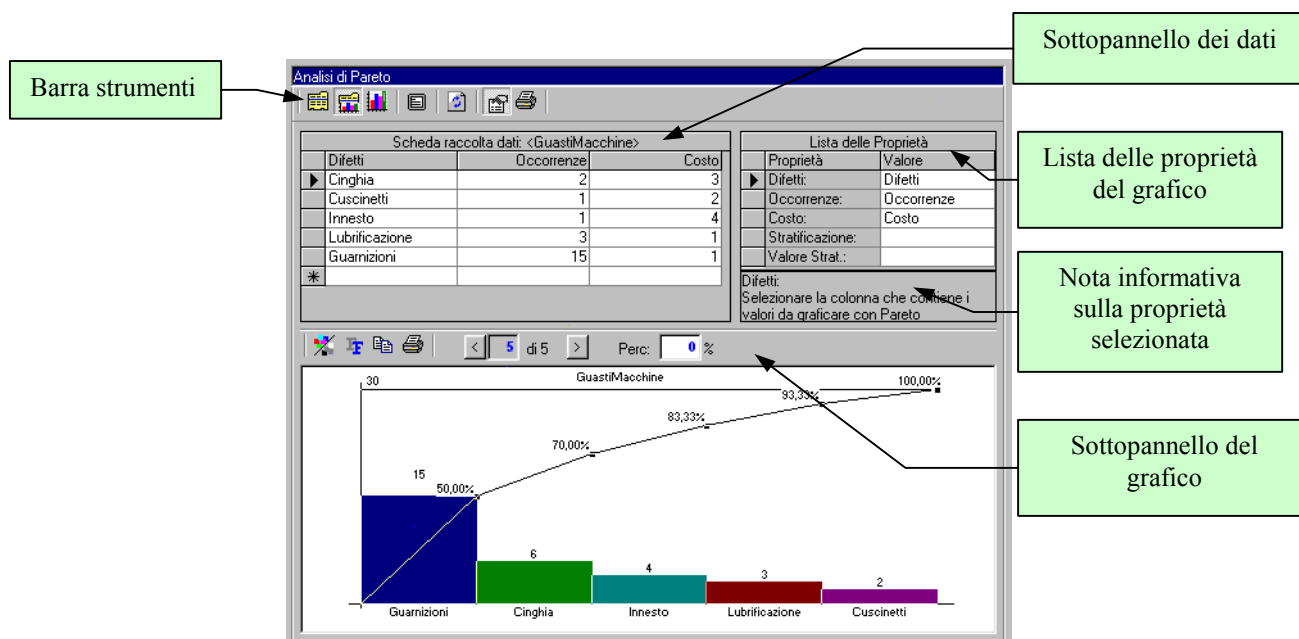 Sottopannello dei dati
Barra strumenti
Analisi di Pareto
Scheda raccolta dati: <GuastiMacchine>
Difetti Occorrenze Costo
Cinghia 2 3
Cuscinetti 1 2
Innesto 1 4
Lubrificazione 3 1
Guarnizioni 15 1
Lista delle Proprietà
Proprietà Valore
Difetti: Difetti
Occorrenze: Occorrenze
Costo: Costo
Stratificazione:
Valore Strat.:
Difetti:
Selezionare la colonna che contiene i
valori da graficare con Pareto
Lista delle proprietà
del grafico
Nota informativa
sulla proprietà
selezionata
< 5 di 5 > Perc: 0 %
Sottopannello del
grafico
GuastiMacchine
30
100,00%
93,33%
83,33%
70,00%
15
50,00%
6
4
3
2
Guarnizioni Cinghia Innesto Lubrificazione Cuscinetti